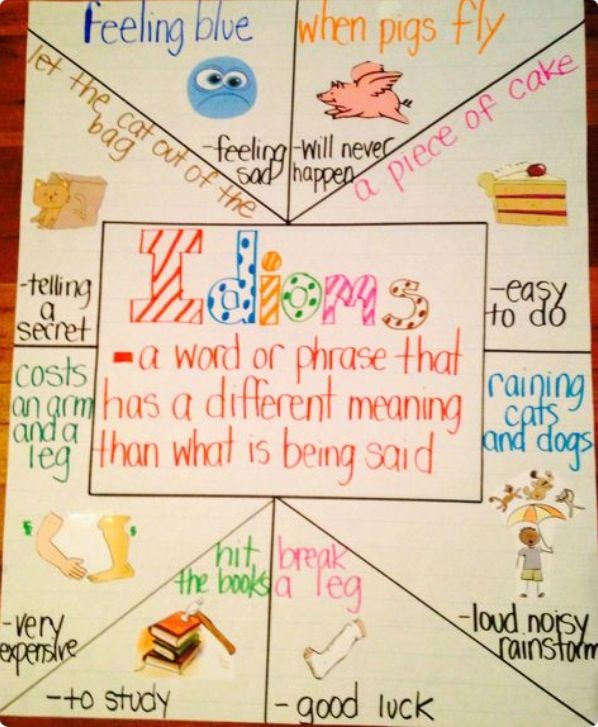 feeling blue
-feeling
sad
when pigs fly
-will never
happen
let the cat out of the
bag
-telling
a
secret
a piece of cake
-easy
to do
Idioms
-a word or phrase that
has a different meaning
than what is being said
costs
an arm
and a
leg
-very
expensive
raining
cats
and dogs
-loud noisy
rainstorm
hit
the books
-to study
break
a leg
-good luck
$
$